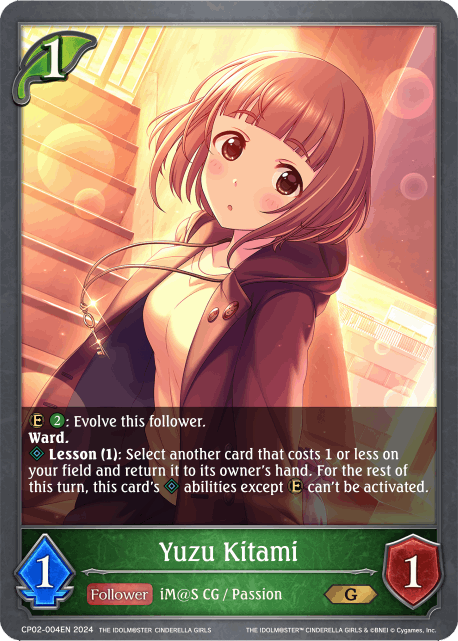 1
E 2: Evolve this follower.
Ward.
Lesson (1): Select another card that costs 1 or less on
your field and return it to its owner's hand. For the rest of
this turn, this card's abilities except E can't be activated.
Yuzu Kitami
1
Follower iM@S CG / Passion G
1
CP02-004EN 2024 THE IDOLM@STER CINDERELLA GIRLS THE IDOLM@STER™ CINDERELLA GIRLS & ©BNEI © Cygames, Inc.